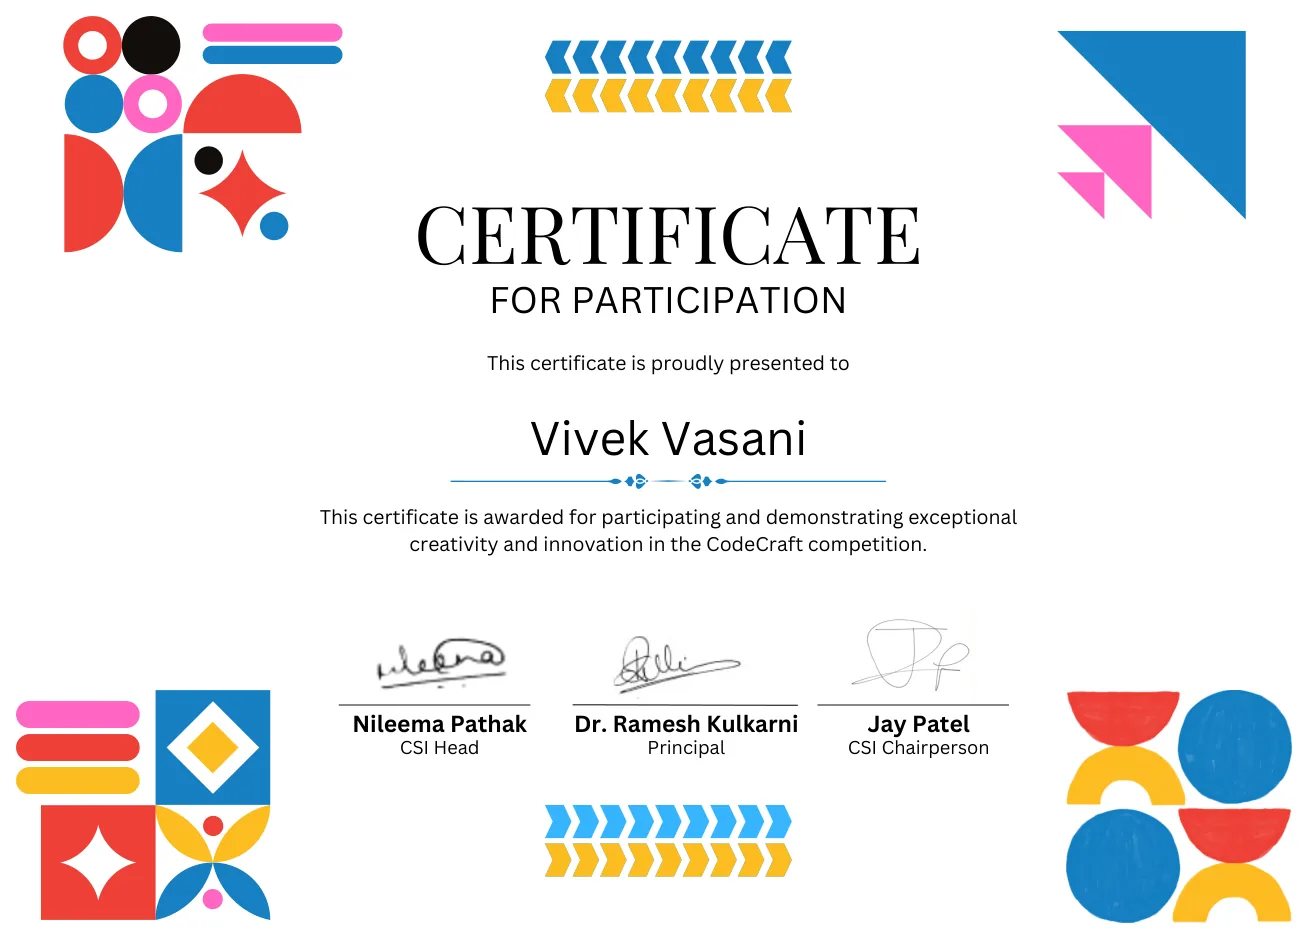 CERTIFICATE
FOR PARTICIPATION
This certificate is proudly presented to
Vivek Vasani
This certificate is awarded for participating and demonstrating exceptional
creativity and innovation in the CodeCraft competition.
Nileema Pathak
CSI Head
Dr. Ramesh Kulkarni
Principal
Jay Patel
CSI Chairperson